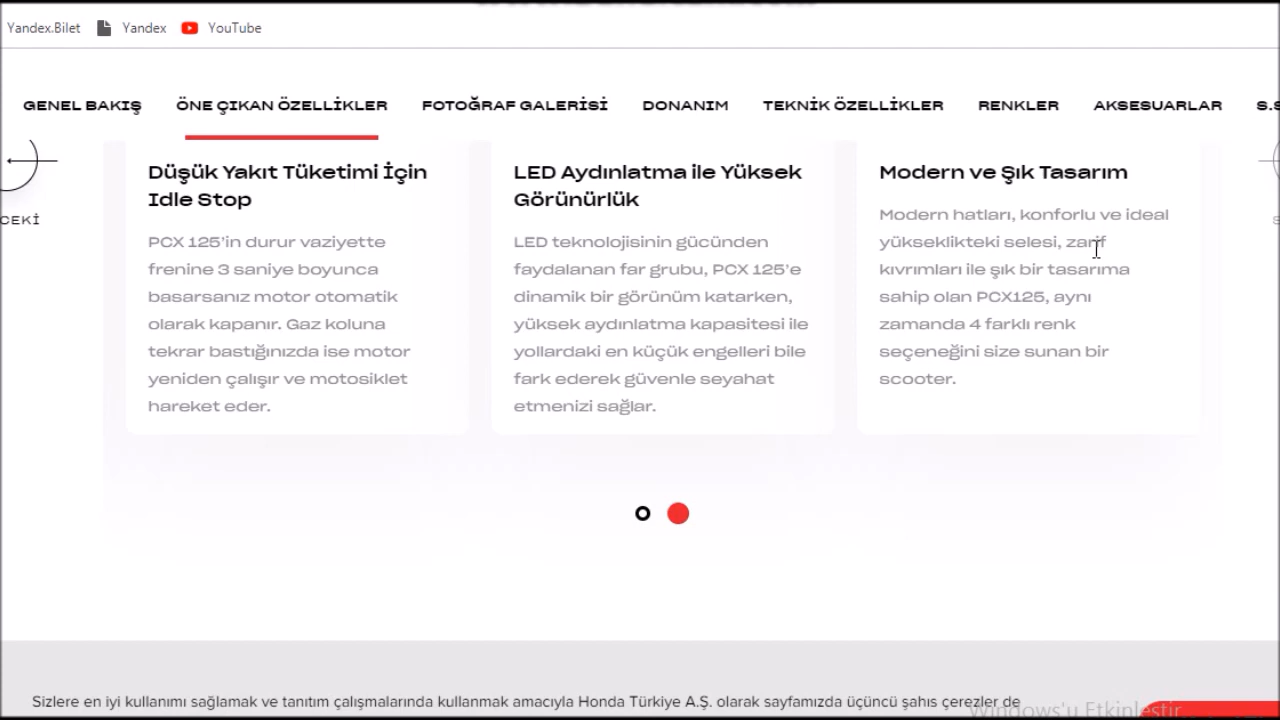 Yandex.Bilet Yandex YouTube
GENEL BAKIŞ ÖNE ÇIKAN ÖZELLİKLER FOTOĞRAF GALERİSİ DONANIM TEKNİK ÖZELLİKLER RENKLER AKSESUARLAR S.S
CEKİ
Düşük Yakıt Tüketimi İçin
Idle Stop
PCX 125’in durur vaziyette
frenine 3 saniye boyunca
basarsanız motor otomatik
olarak kapanır. Gaz koluna
tekrar bastığınızda ise motor
yeniden çalışır ve motosiklet
hareket eder.
LED Aydınlatma ile Yüksek
Görünürlük
LED teknolojisinin gücünden
faydalanan far grubu, PCX 125’e
dinamik bir görünüm katarken,
yüksek aydınlatma kapasitesi ile
yollardaki en küçük engelleri bile
fark ederek güvenle seyahat
etmenizi sağlar.
Modern ve Şık Tasarım
Modern hatları, konforlu ve ideal
yükseklikteki selesi, zarif
kıvrımları ile şık bir tasarıma
sahip olan PCX125, aynı
zamanda 4 farklı renk
seçeneğini size sunan bir
scooter.
Sizlere en iyi kullanımı sağlamak ve tanıtım çalışmalarında kullanmak amacıyla Honda Türkiye A.Ş. olarak sayfamızda üçüncü şahıs çerezler de
Windows'u Etkinleştir